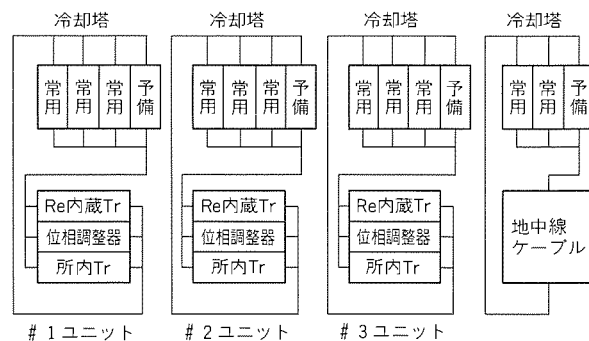 冷却塔 冷却塔 冷却塔 冷却塔
常用 常用 常用 予備 常用 常用 常用 予備 常用 常用 常用 予備 常用 常用 予備
Re内蔵Tr Re内蔵Tr Re内蔵Tr
位相調整器 位相調整器 位相調整器
所内Tr 所内Tr 所内Tr
地中線
ケーブル
#1ユニット #2ユニット #3ユニット